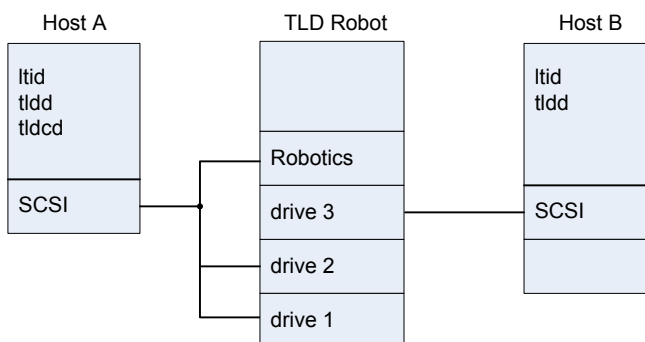 Host A
TLD Robot
Host B
ltid
tldd
tldcd
SCSI
Robotics
drive 3
drive 2
drive 1
ltid
tldd
SCSI